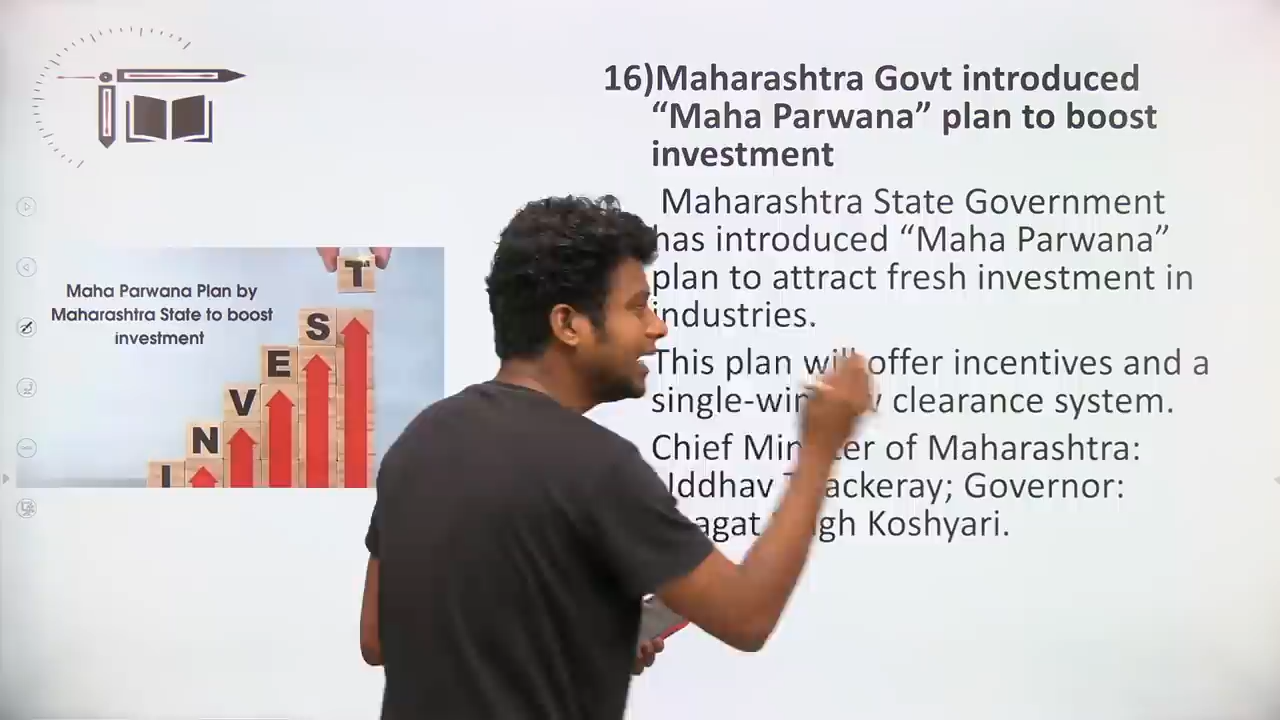 16)Maharashtra Govt introduced
“Maha Parwana” plan to boost
investment
Maharashtra State Government
has introduced “Maha Parwana”
plan to attract fresh investment in
industries.
This plan will offer incentives and a
clearance system.
Chief of Maharashtra:
Governor:
Koshyari.
Maha Parwana Plan by
Maharashtra State to boost
investment
I N V E S T